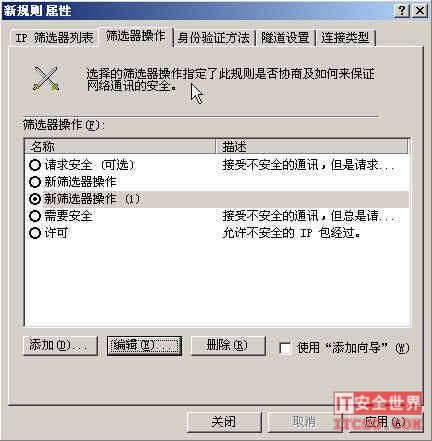 新规则 属性
IP 筛选器列表 筛选器操作 身份验证方法 隧道设置 连接类型
选择的筛选器操作指定了此规则是否协商及如何来保证
网络通讯的安全。
筛选器操作(F):
名称 描述
请求安全 (可选) 接受不安全的通讯，但是请求...
新筛选器操作
新筛选器操作 (1)
需要安全 接受不安全的通讯，但总是请...
许可 允许不安全的 IP 包经过。
添加(D)... 编辑(E)... 删除(R) 使用“添加向导”(W)
IT安全世界
ITCSO.COM
关闭 取消 应用(A)